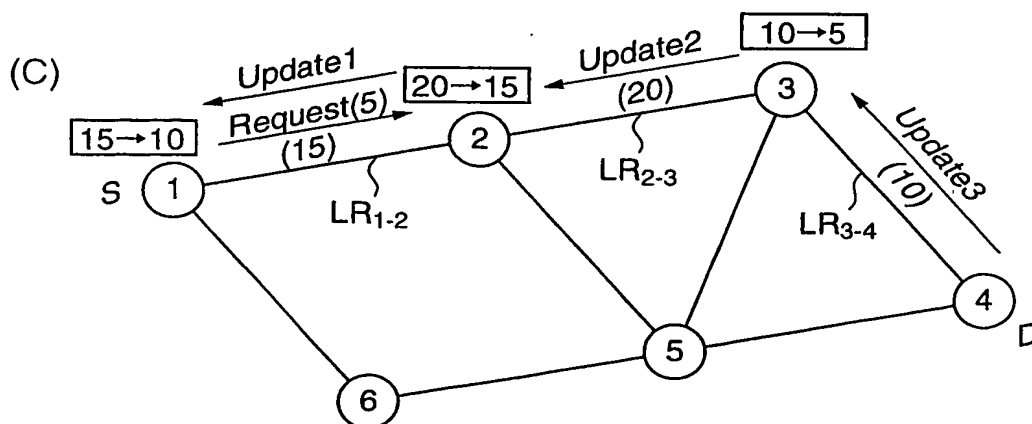 (C)
10→5
Update1
Update2
20→15
(20)
3
Request(5)
15→10
(15)
2
Update3
S
1
LR1-2
LR2-3
(10)
LR3-4
4
D
5
6